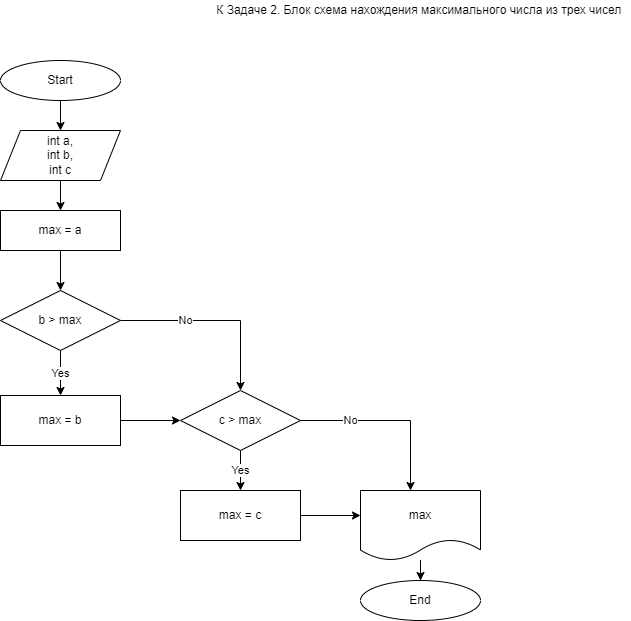 К Задаче 2. Блок схема нахождения максимального числа из трех чисел
Start
int a,
int b,
int c
max = a
b > max
No
Yes
max = b
c > max
No
Yes
max = c
max
End